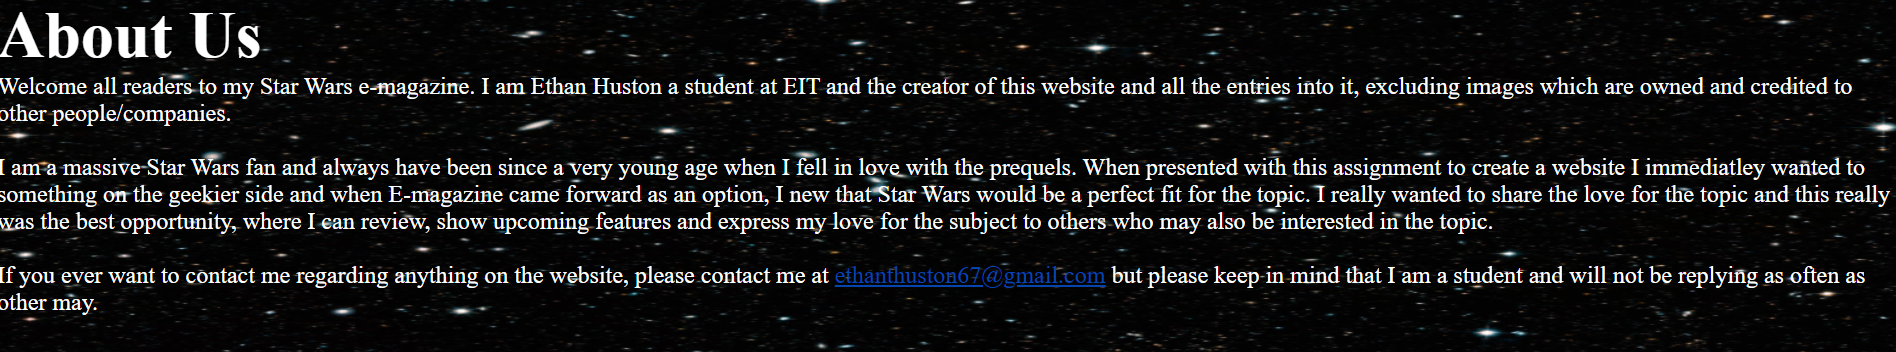 About Us
Welcome all readers to my Star Wars e-magazine. I am Ethan Huston a student at EIT and the creator of this website and all the entries into it, excluding images which are owned and credited to
other people/companies.
I am a massive Star Wars fan and always have been since a very young age when I fell in love with the prequels. When presented with this assignment to create a website I immediatley wanted to
something on the geekier side and when E-magazine came forward as an option, I new that Star Wars would be a perfect fit for the topic. I really wanted to share the love for the topic and this really
was the best opportunity, where I can review, show upcoming features and express my love for the subject to others who may also be interested in the topic.
If you ever want to contact me regarding anything on the website, please contact me at ethanthuston67@gmail.com but please keep in mind that I am a student and will not be replying as often as
other may.